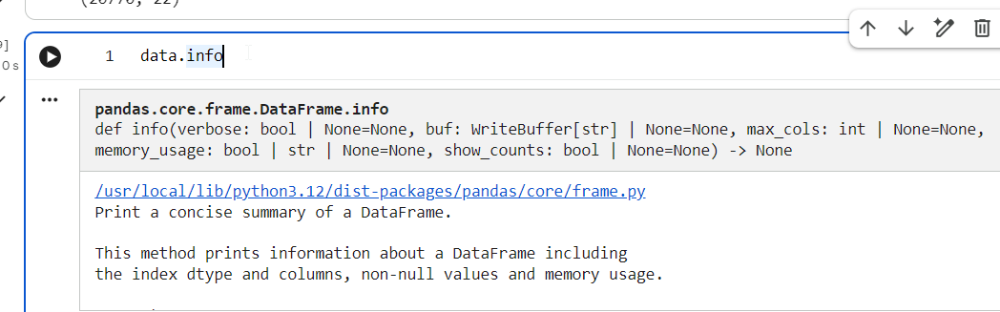 9]
0 s
1 data.info
pandas.core.frame.DataFrame.info
def info(verbose: bool | None=None, buf: WriteBuffer[str] | None=None, max_cols: int | None=None,
memory_usage: bool | str | None=None, show_counts: bool | None=None) -> None
/usr/local/lib/python3.12/dist-packages/pandas/core/frame.py
Print a concise summary of a DataFrame.
This method prints information about a DataFrame including
the index dtype and columns, non-null values and memory usage.